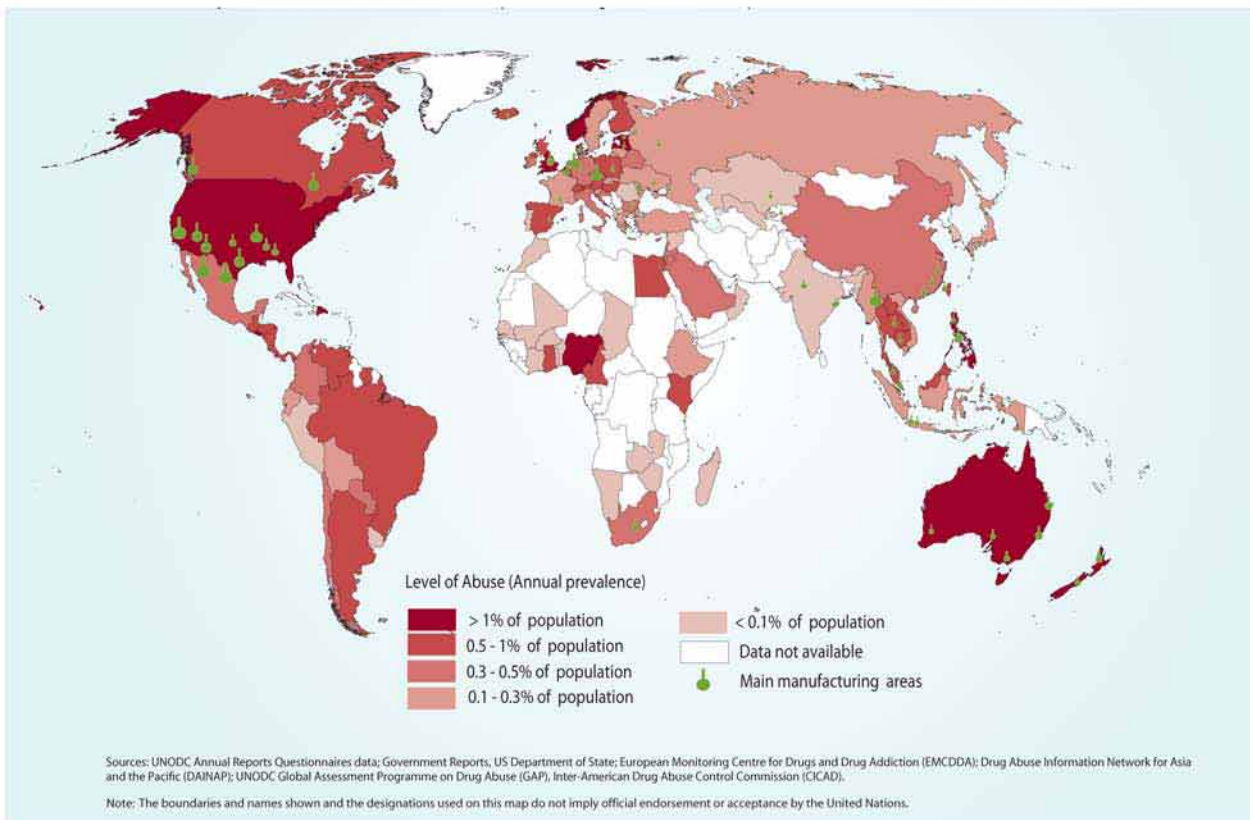 Level of Abuse (Annual prevalence)
> 1% of population
0.5 - 1% of population
0.3 - 0.5% of population
0.1 - 0.3% of population
< 0.1% of population
Data not available
Main manufacturing areas
Sources: UNODC Annual Reports Questionnaires data; Government Reports, US Department of State; European Monitoring Centre for Drugs and Drug Addiction (EMCDDA); Drug Abuse Information Network for Asia
and the Pacific (DAINAP); UNODC Global Assessment Programme on Drug Abuse (GAP), Inter-American Drug Abuse Control Commission (CICAD).
Note: The boundaries and names shown and the designations used on this map do not imply official endorsement or acceptance by the United Nations.